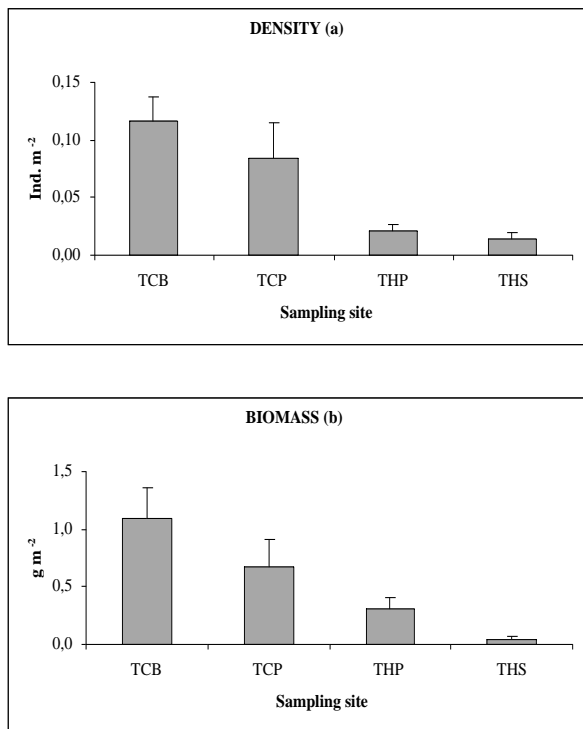 DENSITY (a)
Ind. m⁻²
0,15
0,10
0,05
0,00
TCB TCP THP THS
Sampling site
BIOMASS (b)
g m⁻²
1,5
1,0
0,5
0,0
TCB TCP THP THS
Sampling site